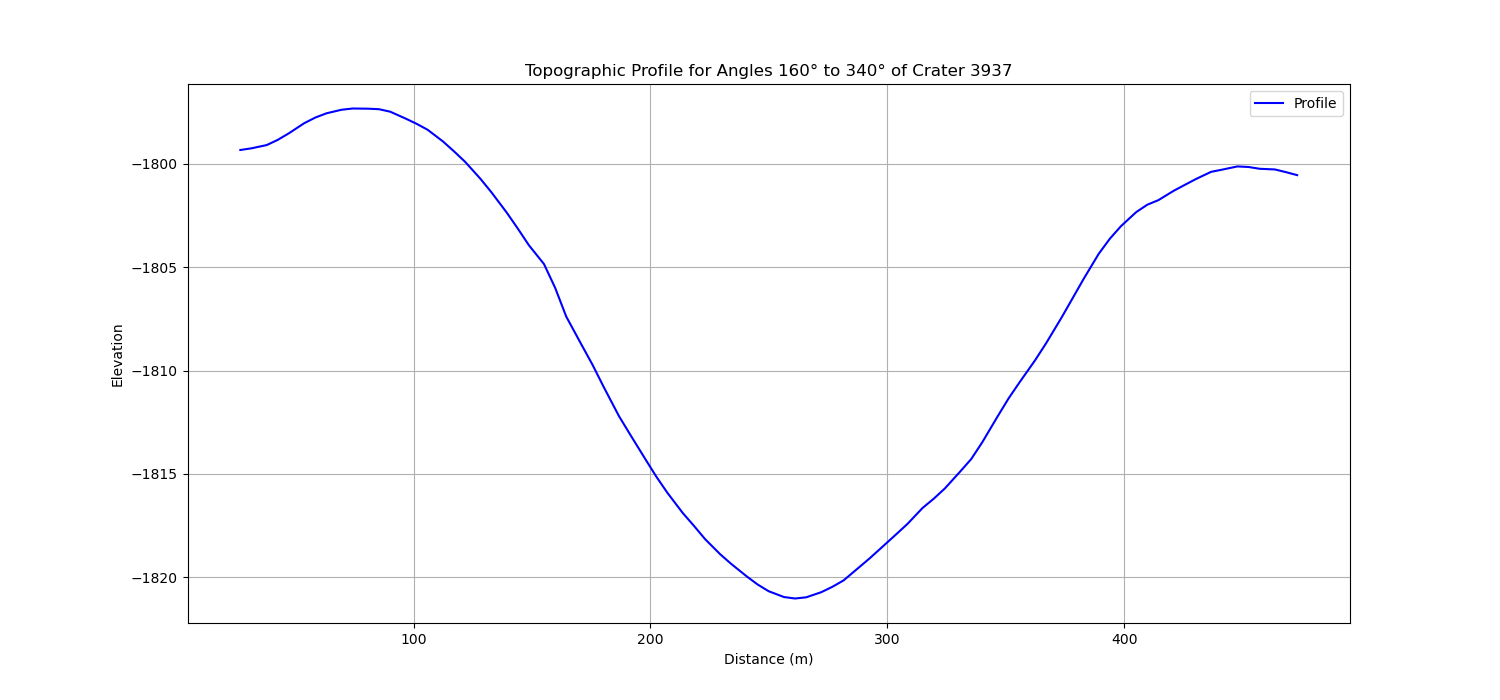 Topographic Profile for Angles 160° to 340° of Crater 3937
Profile
−1800
−1805
−1810
−1815
−1820
Elevation
100 200 300 400
Distance (m)